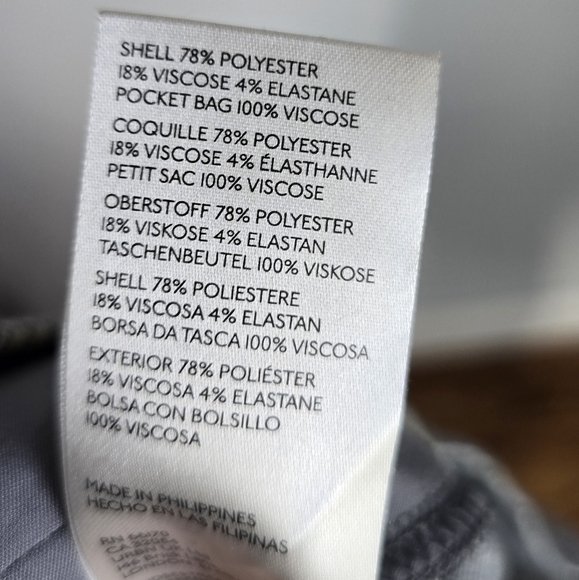 SHELL 78% POLYESTER
18% VISCOSE 4% ELASTANE
POCKET BAG 100% VISCOSE
COQUILLE 78% POLYESTER
18% VISCOSE 4% ÉLASTHANNE
PETIT SAC 100% VISCOSE
OBERSTOFF 78% POLYESTER
18% VISKOSE 4% ELASTAN
TASCHENBEUTEL 100% VISKOSE
SHELL 78% POLIESTERE
18% VISCOSA 4% ELASTAN
BORSA DA TASCA 100% VISCOSA
EXTERIOR 78% POLIÉSTER
18% VISCOSA 4% ELASTANE
BOLSA CON BOLSILLO
100% VISCOSA
MADE IN PHILIPPINES
HECHO EN LAS FILIPINAS
RN
CA